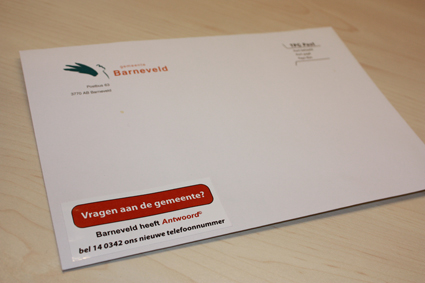 gemeente
Barneveld
Postbus 63
3770 AB Barneveld
TPG Post
Vragen aan de gemeente?
Barneveld heeft Antwoord®
bel 14 0342 ons nieuwe telefoonnummer